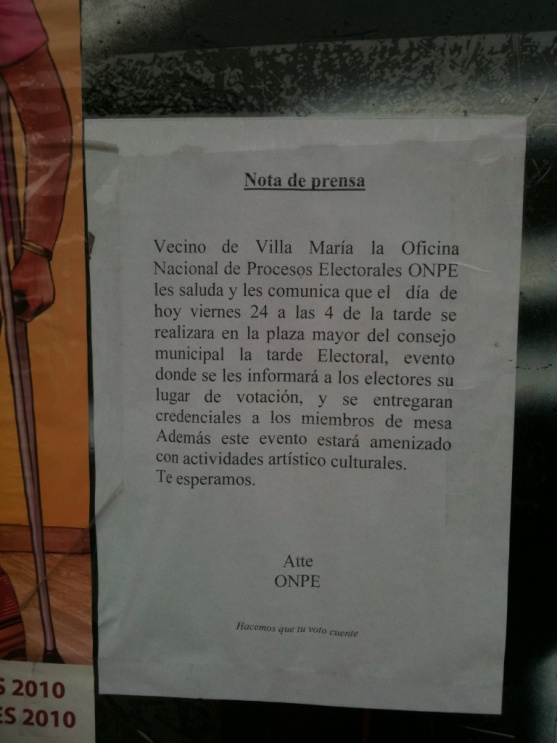 Nota de prensa
Vecino de Villa María la Oficina
Nacional de Procesos Electorales ONPE
les saluda y les comunica que el día de
hoy viernes 24 a las 4 de la tarde se
realizara en la plaza mayor del consejo
municipal la tarde Electoral, evento
donde se les informará a los electores su
lugar de votación, y se entregaran
credenciales a los miembros de mesa
Además este evento estará amenizado
con actividades artístico culturales.
Te esperamos.
Atte
ONPE
Hacemos que tu voto cuente
S 2010
ES 2010